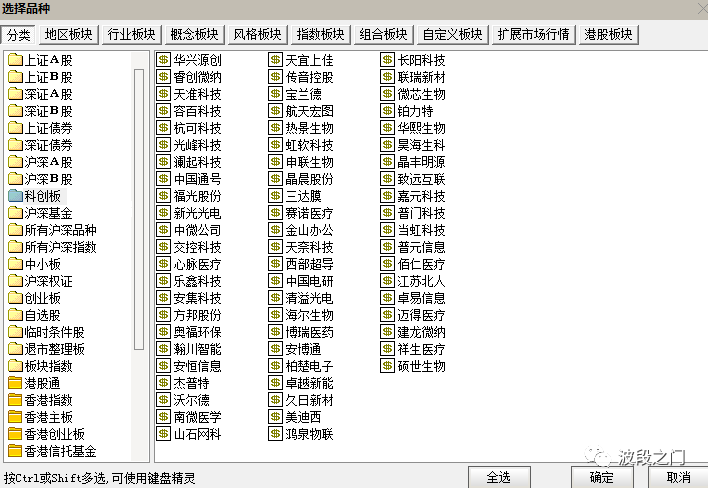 选择品种
分类 地区板块 行业板块 概念板块 风格板块 指数板块 组合板块 自定义板块 扩展市场行情 港股板块
上证A股
上证B股
深证A股
深证B股
上证债券
深证债券
沪深A股
沪深B股
科创板
沪深基金
所有沪深品种
所有沪深指数
中小板
沪深权证
创业板
自选股
临时条件股
退市整理板
板块指数
港股通
香港指数
香港主板
香港创业板
香港信托基金
华兴源创
睿创微纳
天准科技
容百科技
杭可科技
光峰科技
澜起科技
中国通号
福光股份
新光光电
中微公司
交控科技
心脉医疗
乐鑫科技
安集科技
方邦股份
奥福环保
瀚川智能
安恒信息
杰普特
沃尔德
南微医学
山石网科
天宜上佳
传音控股
宝兰德
航天宏图
热景生物
虹软科技
申联生物
晶晨股份
三达膜
赛诺医疗
金山办公
天奈科技
西部超导
中国电研
清溢光电
海尔生物
博瑞医药
安博通
柏楚电子
卓越新能
久日新材
美迪西
鸿泉物联
长阳科技
联瑞新材
微芯生物
铂力特
华熙生物
昊海生科
晶丰明源
致远互联
嘉元科技
普门科技
当虹科技
普元信息
佰仁医疗
江苏北人
卓易信息
迈得医疗
建龙微纳
祥生医疗
硕世生物
波段之门
按Ctrl或Shift多选,可使用键盘精灵 全选 确定 取消